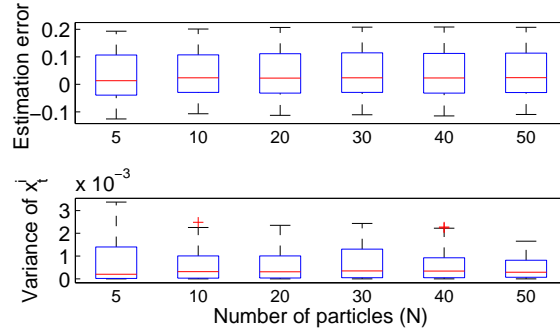 Estimation error
0.2
0.1
0
-0.1
5 10 20 30 40 50
Variance of x_t^i
x 10^-3
3
2
1
0
5 10 20 30 40 50
Number of particles (N)